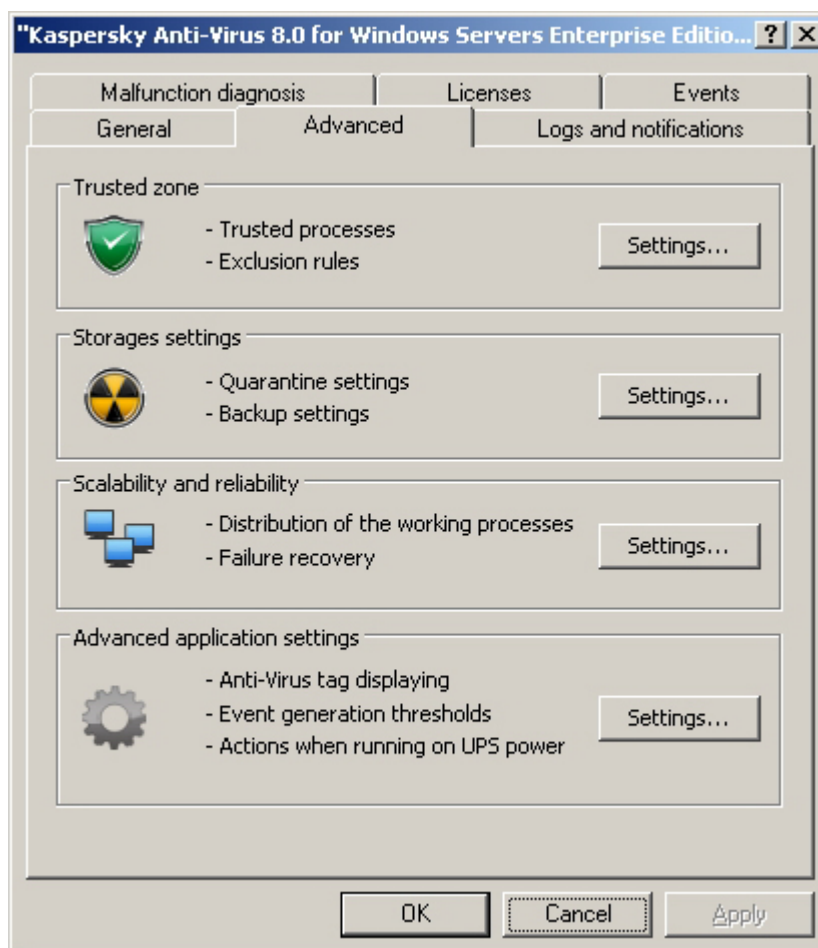 "Kaspersky Anti-Virus 8.0 for Windows Servers Enterprise Editio...
Malfunction diagnosis
Licenses
Events
General
Advanced
Logs and notifications
Trusted zone
- Trusted processes
- Exclusion rules
Settings...
Storages settings
- Quarantine settings
- Backup settings
Settings...
Scalability and reliability
- Distribution of the working processes
- Failure recovery
Settings...
Advanced application settings
- Anti-Virus tag displaying
- Event generation thresholds
- Actions when running on UPS power
Settings...
OK
Cancel
Apply